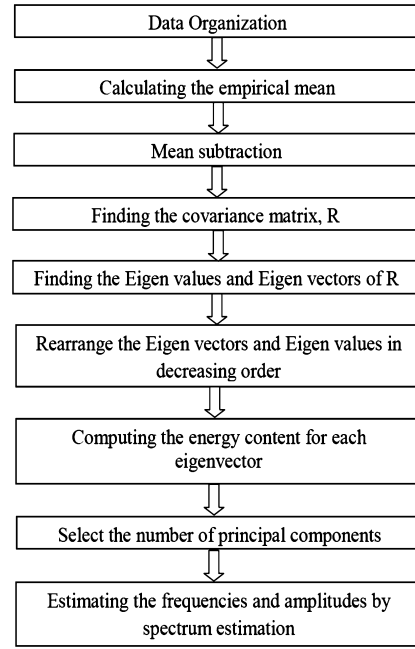 Data Organization
Calculating the empirical mean
Mean subtraction
Finding the covariance matrix, R
Finding the Eigen values and Eigen vectors of R
Rearrange the Eigen vectors and Eigen values in
decreasing order
Computing the energy content for each
eigenvector
Select the number of principal components
Estimating the frequencies and amplitudes by
spectrum estimation